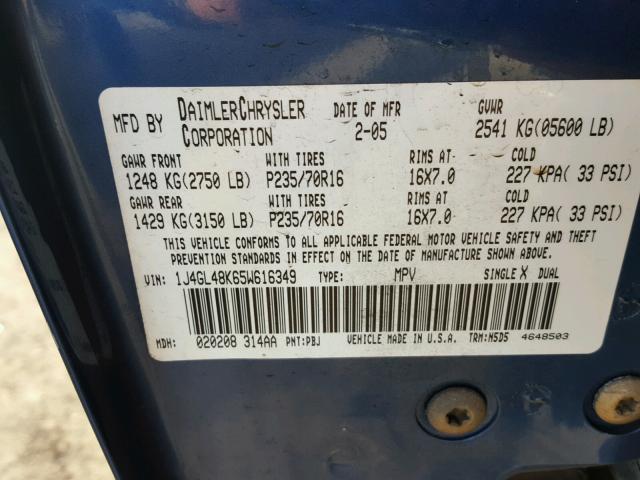 MFD BY DAIMLERCHRYSLER CORPORATION DATE OF MFR 2-05 GVWR 2541 KG(05600 LB)
GAWR FRONT WITH TIRES RIMS AT COLD
1248 KG(2750 LB) P235/70R16 16X7.0 227 KPA( 33 PSI)
GAWR REAR WITH TIRES RIMS AT COLD
1429 KG(3150 LB) P235/70R16 16X7.0 227 KPA( 33 PSI)
THIS VEHICLE CONFORMS TO ALL APPLICABLE FEDERAL MOTOR VEHICLE SAFETY AND THEFT
PREVENTION STANDARDS IN EFFECT ON THE DATE OF MANUFACTURE SHOWN ABOVE.
VIN: 1J4GL48K65W616349 TYPE: MPV SINGLE X DUAL
MDH: 020208 314AA PNT:PBJ VEHICLE MADE IN U.S.A. TRM:N5D5 4648503